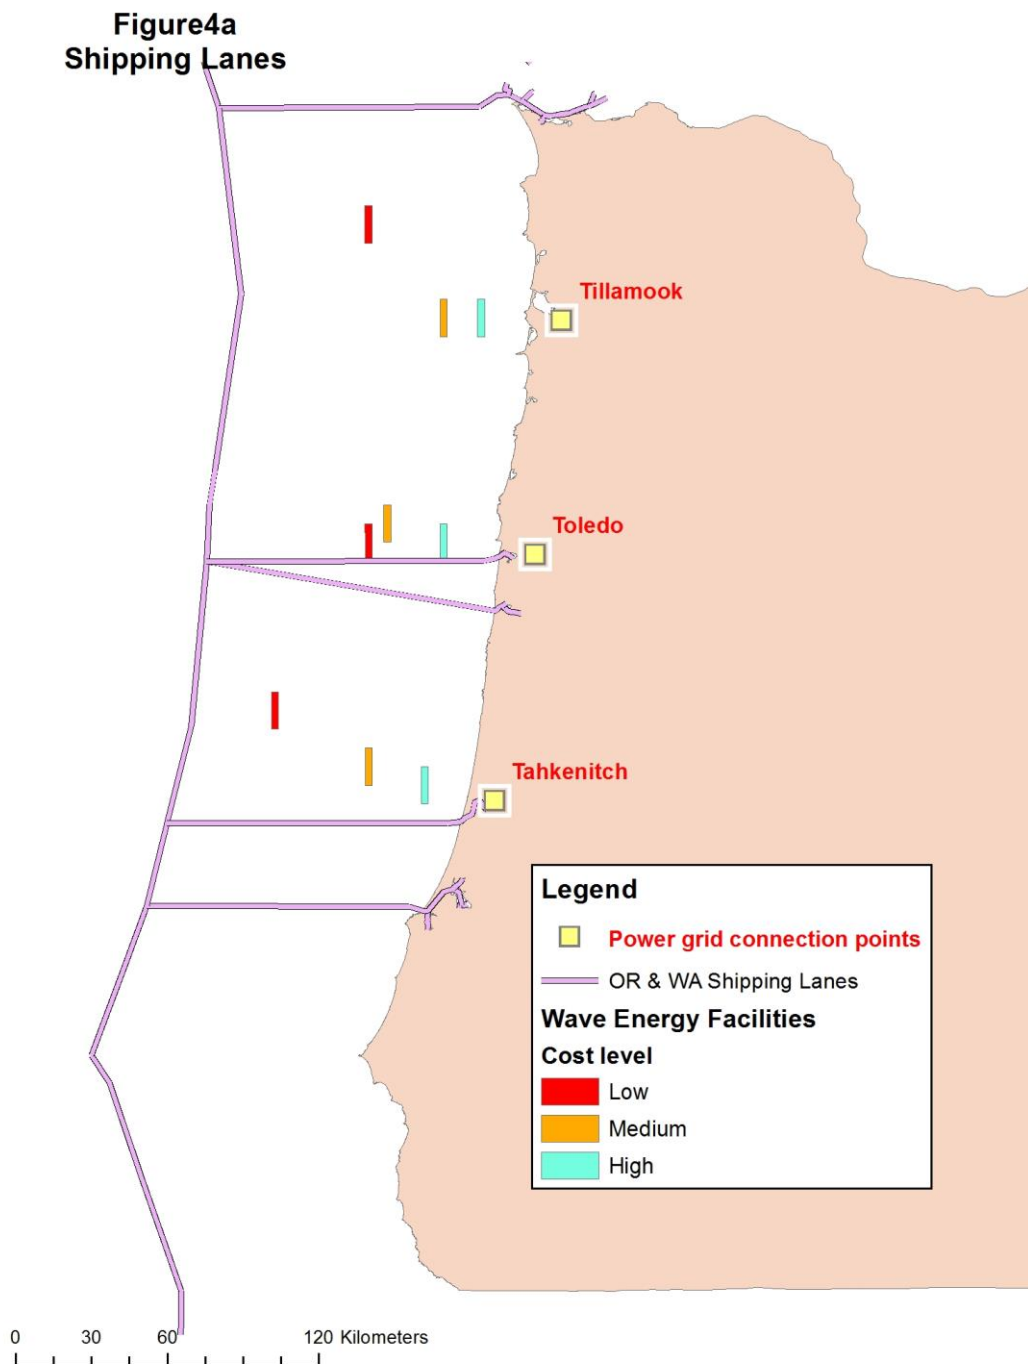 Figure4a
Shipping Lanes
Tillamook
Toledo
Tahkenitch
Legend
Power grid connection points
OR & WA Shipping Lanes
Wave Energy Facilities
Cost level
Low
Medium
High
0 30 60 120 Kilometers